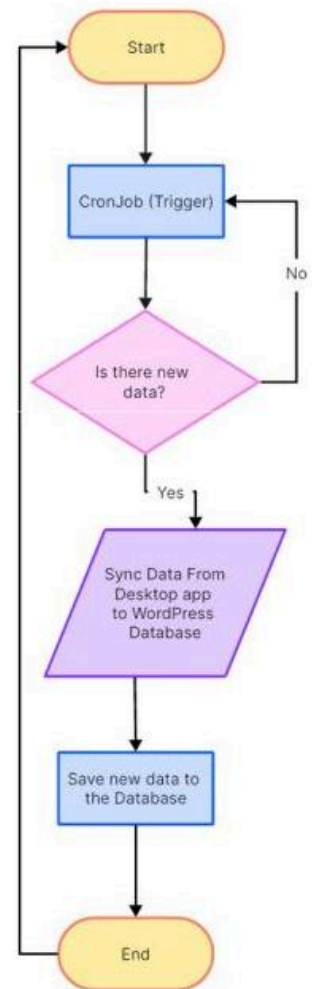 Start
CronJob (Trigger)
No
Is there new
data?
Yes
Sync Data From
Desktop app
to WordPress
Database
Save new data to
the Database
End